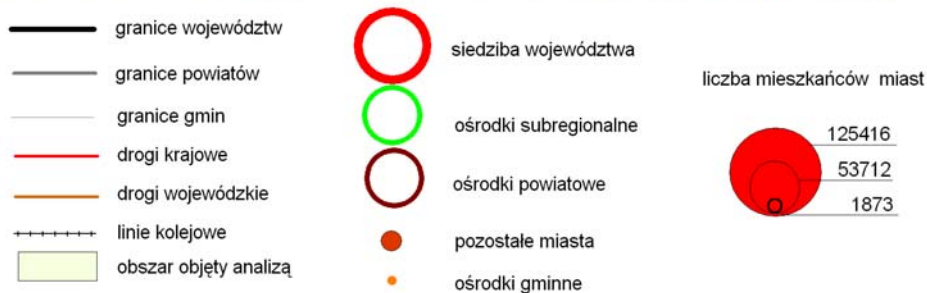 granice województw
granice powiatów
granice gmin
drogi krajowe
drogi wojewódzkie
linie kolejowe
obszar objęty analizą
siedziba województwa
ośrodki subregionalne
ośrodki powiatowe
pozostałe miasta
ośrodki gminne
liczba mieszkańców miast
125416
53712
1873